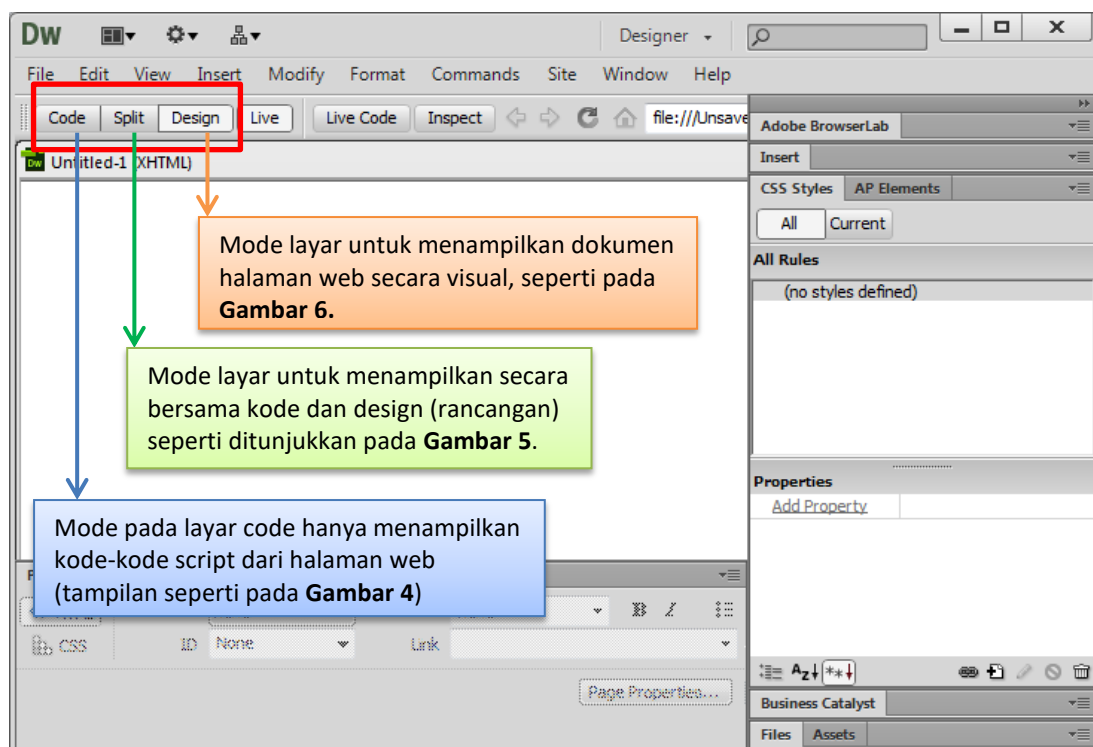 Dw Designer
File Edit View Insert Modify Format Commands Site Window Help
Code Split Design Live Live Code Inspect file:///Unsave
Adobe BrowserLab
Dw Untitled-1 (XHTML)
Insert
CSS Styles AP Elements
All Current
All Rules
(no styles defined)
Mode layar untuk menampilkan dokumen
halaman web secara visual, seperti pada
Gambar 6.
Mode layar untuk menampilkan secara
bersama kode dan design (rancangan)
seperti ditunjukkan pada Gambar 5.
Properties
Add Property
Mode pada layar code hanya menampilkan
kode-kode script dari halaman web
(tampilan seperti pada Gambar 4)
B I
CSS ID None Link
Page Properties...
Business Catalyst
Files Assets